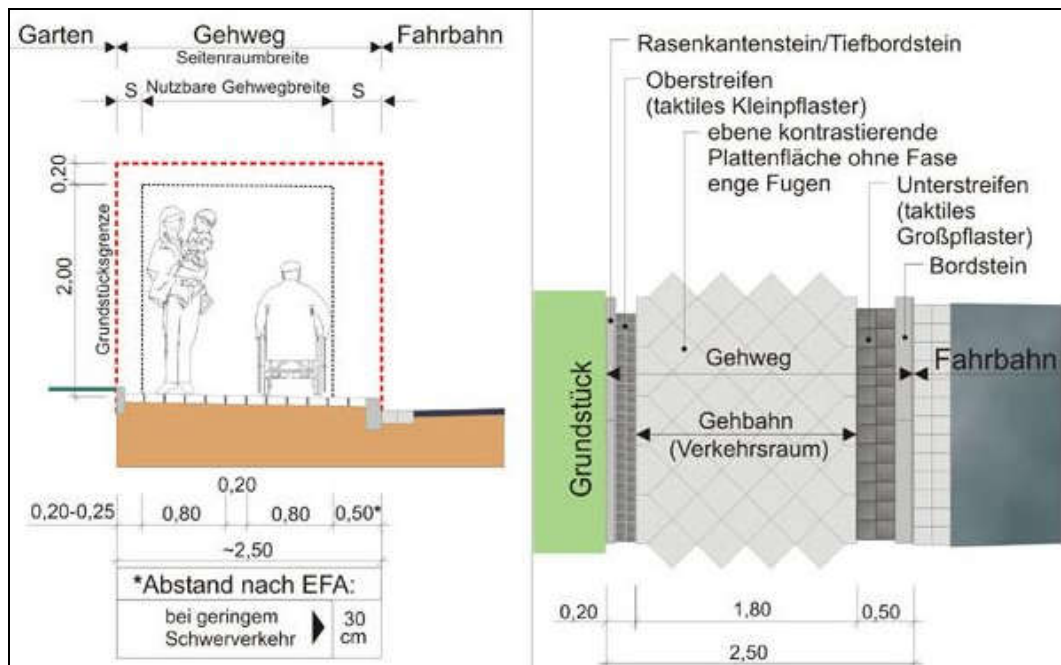 Garten
Gehweg
Fahrbahn
Seitenraumbreite
S
Nutzbare Gehwegbreite
S
0,20
2,00
Grundstücksgrenze
0,20
0,20-0,25
0,80
0,80
0,50*
~2,50
*Abstand nach EFA:
bei geringem
Schwerverkehr
30
cm
Rasenkantenstein/Tiefbordstein
Oberstreifen
(taktiles Kleinpflaster)
ebene kontrastierende
Plattenfläche ohne Fase
enge Fugen
Unterstreifen
(taktiles
Großpflaster)
Bordstein
Grundstück
Gehweg
Fahrbahn
Gehbahn
(Verkehrsraum)
0,20
1,80
0,50
2,50